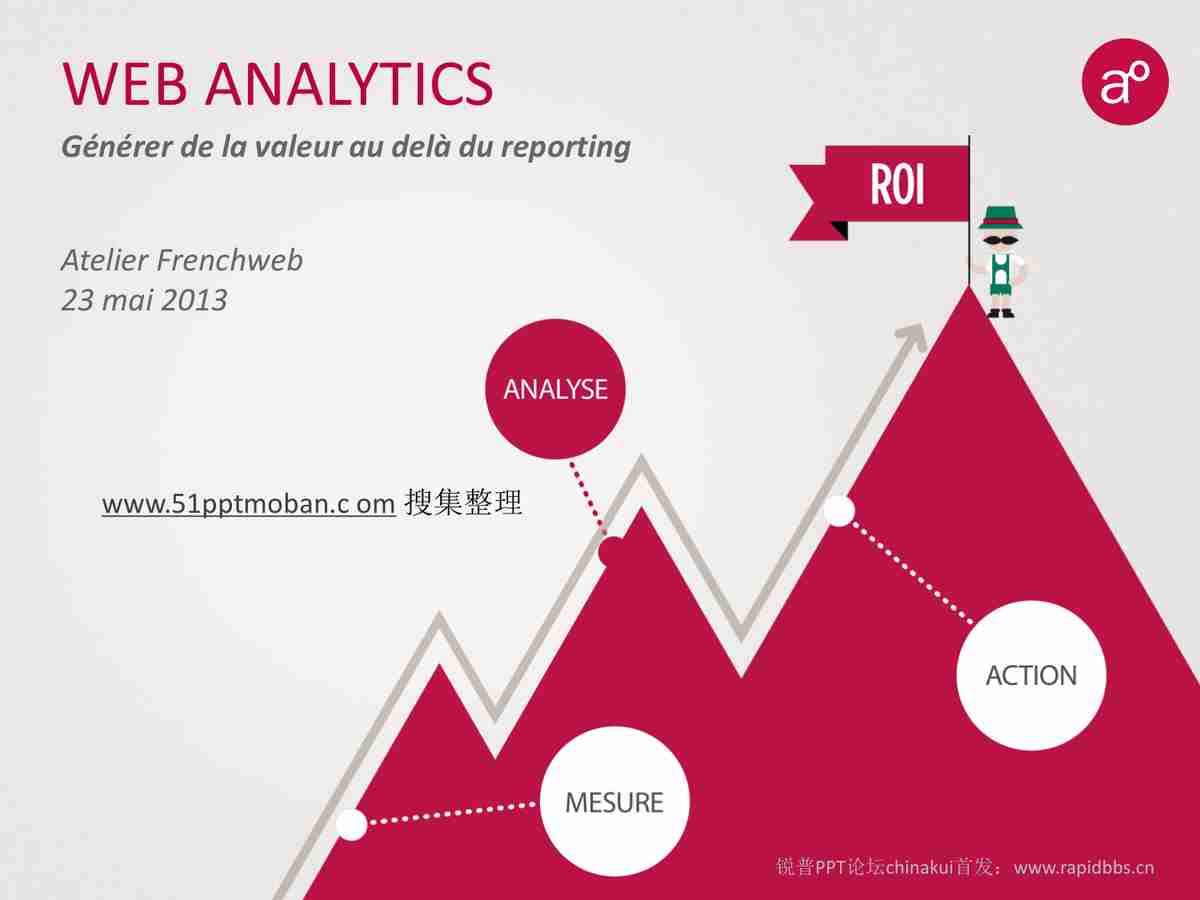 WEB ANALYTICS
a°
Générer de la valeur au delà du reporting
ROI
Atelier Frenchweb
23 mai 2013
ANALYSE
www.51pptmoban.c om 搜集整理
ACTION
MESURE
锐普PPT论坛chinakui首发：www.rapidbbs.cn